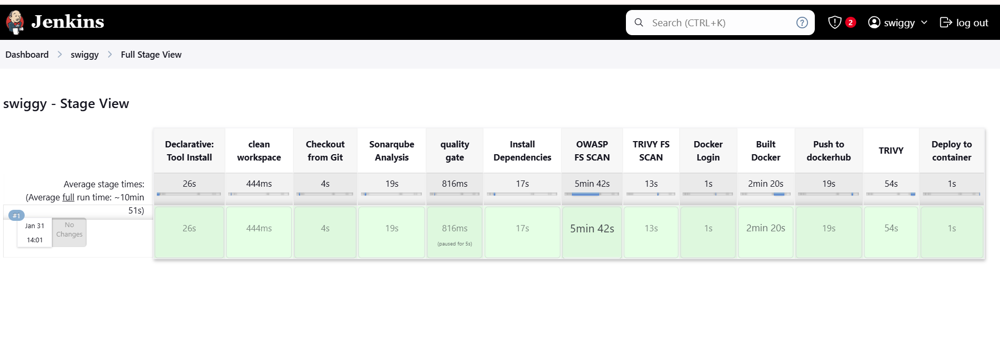 Jenkins
Search (CTRL+K)
?
2
swiggy
log out
Dashboard
swiggy
Full Stage View
swiggy - Stage View
Declarative:
Tool Install
clean
workspace
Checkout
from Git
Sonarqube
Analysis
quality
gate
Install
Dependencies
OWASP
FS SCAN
TRIVY FS
SCAN
Docker
Login
Built
Docker
Push to
dockerhub
TRIVY
Deploy to
container
Average stage times:
(Average full run time: ~10min
51s)
26s
444ms
4s
19s
816ms
17s
5min 42s
13s
1s
2min 20s
19s
54s
1s
#1
Jan 31
14:01
No
Changes
26s
444ms
4s
19s
816ms
(paused for 5s)
17s
5min 42s
13s
1s
2min 20s
19s
54s
1s